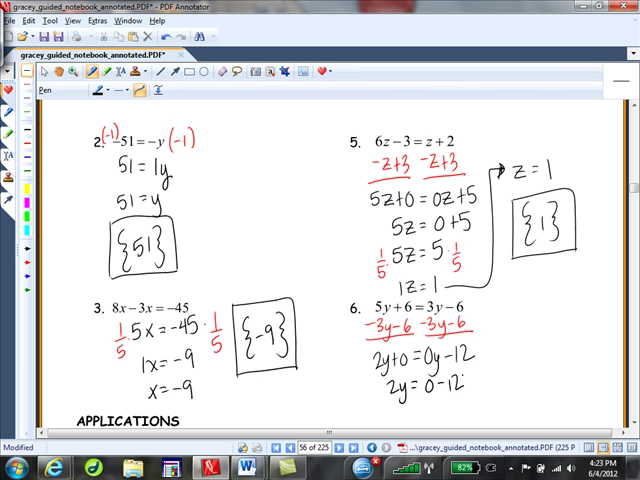 gracey_guided_notebook_annotated.PDF* - PDF Annotator
File Edit View Tool Extras Window Help
gracey_guided_notebook_annotated.PDF*
Pen
2. (-1) -51 = -y (-1)
51 = 1y
51 = y
{51}
3. 8x - 3x = -45
1/5 · 5x = -45 · 1/5
1x = -9
x = -9
{-9}
5. 6z - 3 = z + 2
-z+3 -z+3
5z+0 = 0z+5
5z = 0+5
1/5 · 5z = 5 · 1/5
1z = 1
z = 1
{1}
6. 5y + 6 = 3y - 6
-3y-6 -3y-6
2y+0 = 0y-12
2y = 0-12
APPLICATIONS
Modified
56 of 225
gracey_guided_notebook_annotated.PDF* (225 P
82%
4:23 PM
6/4/2012